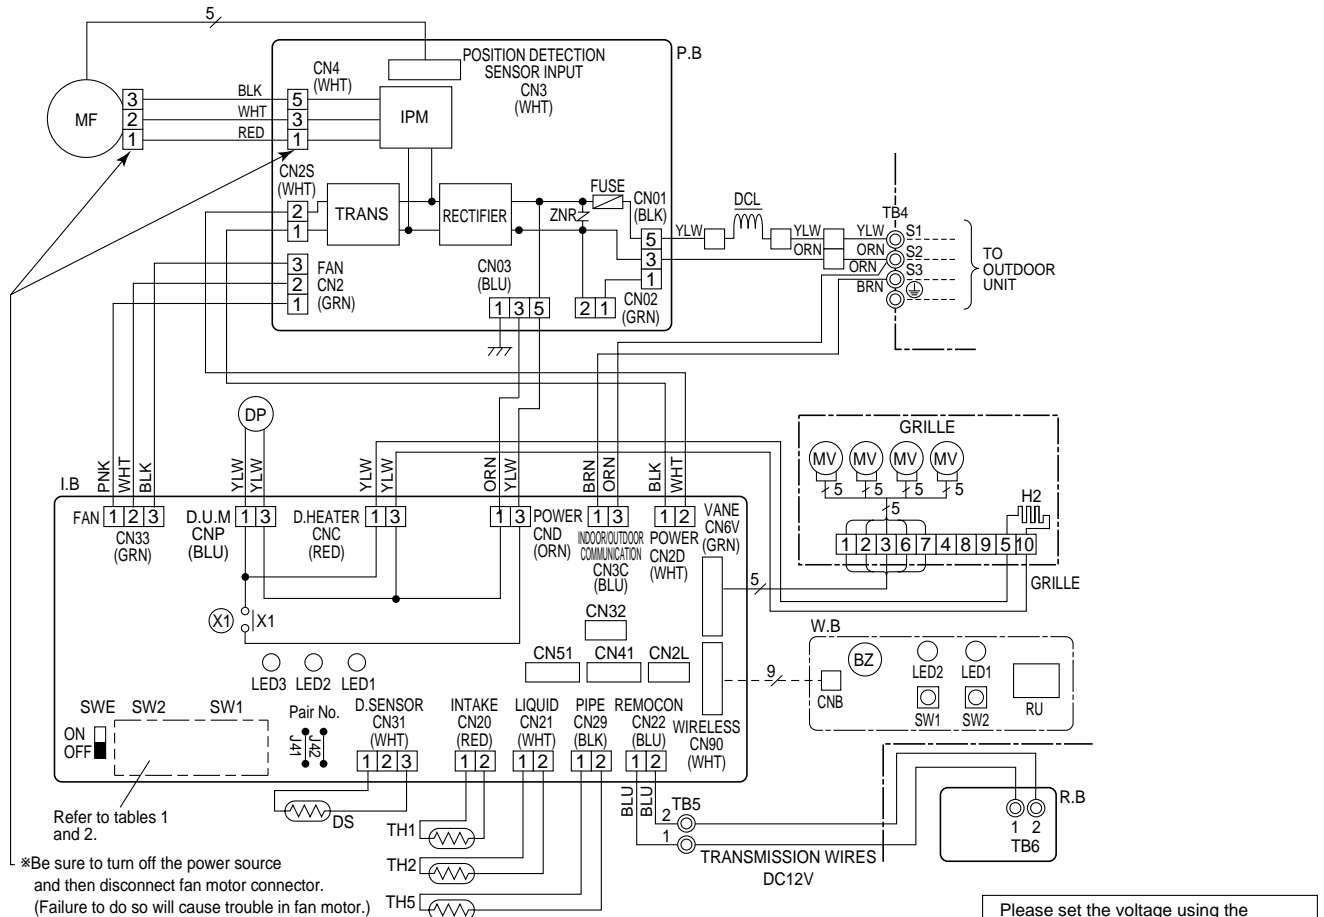 5
P.B
POSITION DETECTION
SENSOR INPUT
CN3
(WHT)
CN4
(WHT)
MF
3
2
1
BLK
WHT
RED
5
3
1
IPM
CN2S
(WHT)
2
1
TRANS
RECTIFIER
FUSE
ZNR
CN01
(BLK)
5
3
1
YLW
DCL
YLW
ORN
YLW
ORN
ORN
BRN
TB4
S1
S2
S3
TO
OUTDOOR
UNIT
3
2
1
FAN
CN2
(GRN)
CN03
(BLU)
1 3 5
2 1
CN02
(GRN)
DP
I.B
PNK
WHT
BLK
YLW
YLW
YLW
YLW
ORN
YLW
BRN
ORN
BLK
WHT
FAN 1 2 3
CN33
(GRN)
D.U.M
CNP
(BLU)
1 3
D.HEATER
CNC
(RED)
1 3
1 3
POWER
CND
(ORN)
1 3
INDOOR/OUTDOOR
COMMUNICATION
CN3C
(BLU)
1 2
POWER
CN2D
(WHT)
VANE
CN6V
(GRN)
GRILLE
MV MV MV MV
5 5 5 5
5
H2
1 2 3 6 7 4 8 9 5 10
GRILLE
5
X1 X1
CN32
CN51 CN41 CN2L
LED3 LED2 LED1
W.B
BZ
LED2 LED1
9
CNB
SW1 SW2
RU
SWE SW2 SW1
ON
OFF
Pair No.
J41
J42
D.SENSOR
CN31
(WHT)
1 2 3
INTAKE
CN20
(RED)
1 2
LIQUID
CN21
(WHT)
1 2
PIPE
CN29
(BLK)
1 2
REMOCON
CN22
(BLU)
1 2
WIRELESS
CN90
(WHT)
BLU
BLU
Refer to tables 1
and 2.
DS
TH1
TH2
TH5
2
TB5
1
TRANSMISSION WIRES
DC12V
R.B
1 2
TB6
※Be sure to turn off the power source
and then disconnect fan motor connector.
(Failure to do so will cause trouble in fan motor.)
Please set the voltage using the